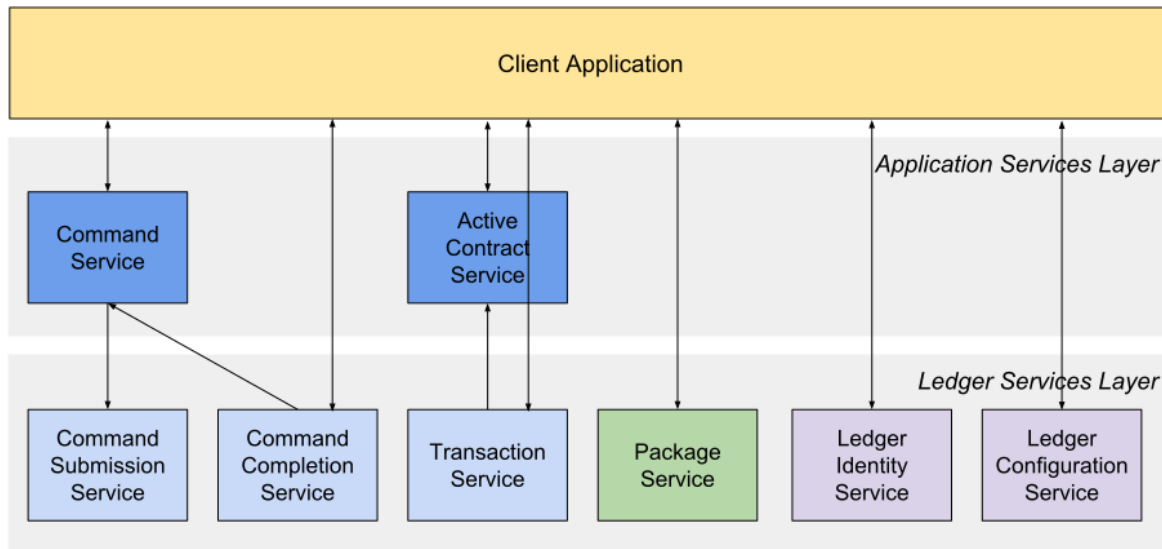 Client Application
Application Services Layer
Command
Service
Active
Contract
Service
Ledger Services Layer
Command
Submission
Service
Command
Completion
Service
Transaction
Service
Package
Service
Ledger
Identity
Service
Ledger
Configuration
Service